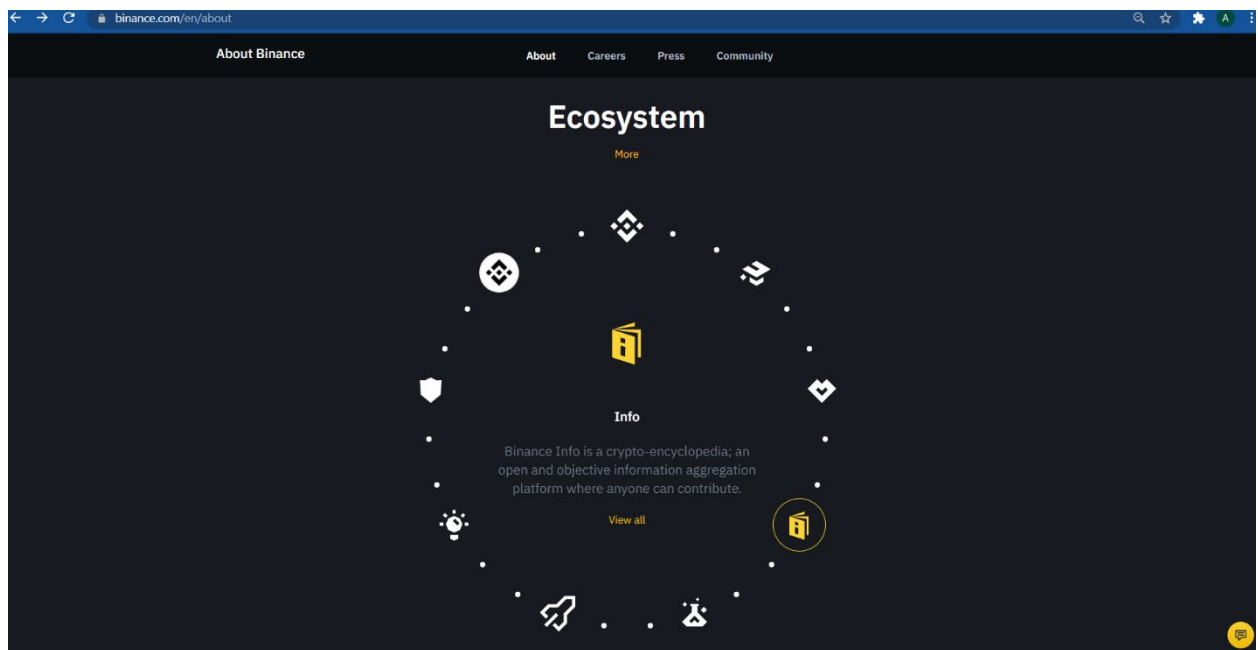 binance.com/en/about
A
About Binance
About
Careers
Press
Community
Ecosystem
More
Info
Binance Info is a crypto-encyclopedia; an
open and objective information aggregation
platform where anyone can contribute.
View all